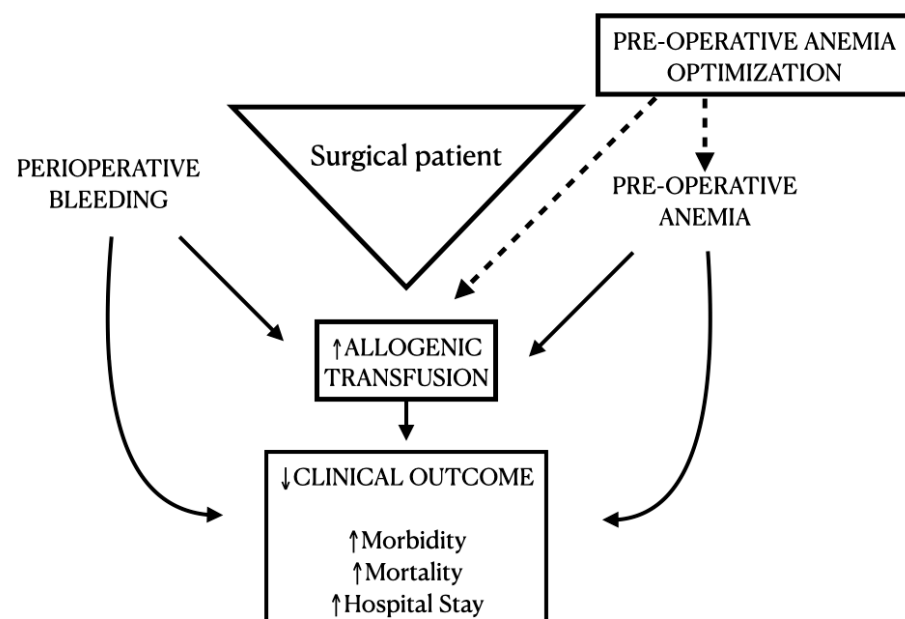 PRE-OPERATIVE ANEMIA
OPTIMIZATION
Surgical patient
PERIOPERATIVE
BLEEDING
PRE-OPERATIVE
ANEMIA
↑ALLOGENIC
TRANSFUSION
↓CLINICAL OUTCOME
↑Morbidity
↑Mortality
↑Hospital Stay